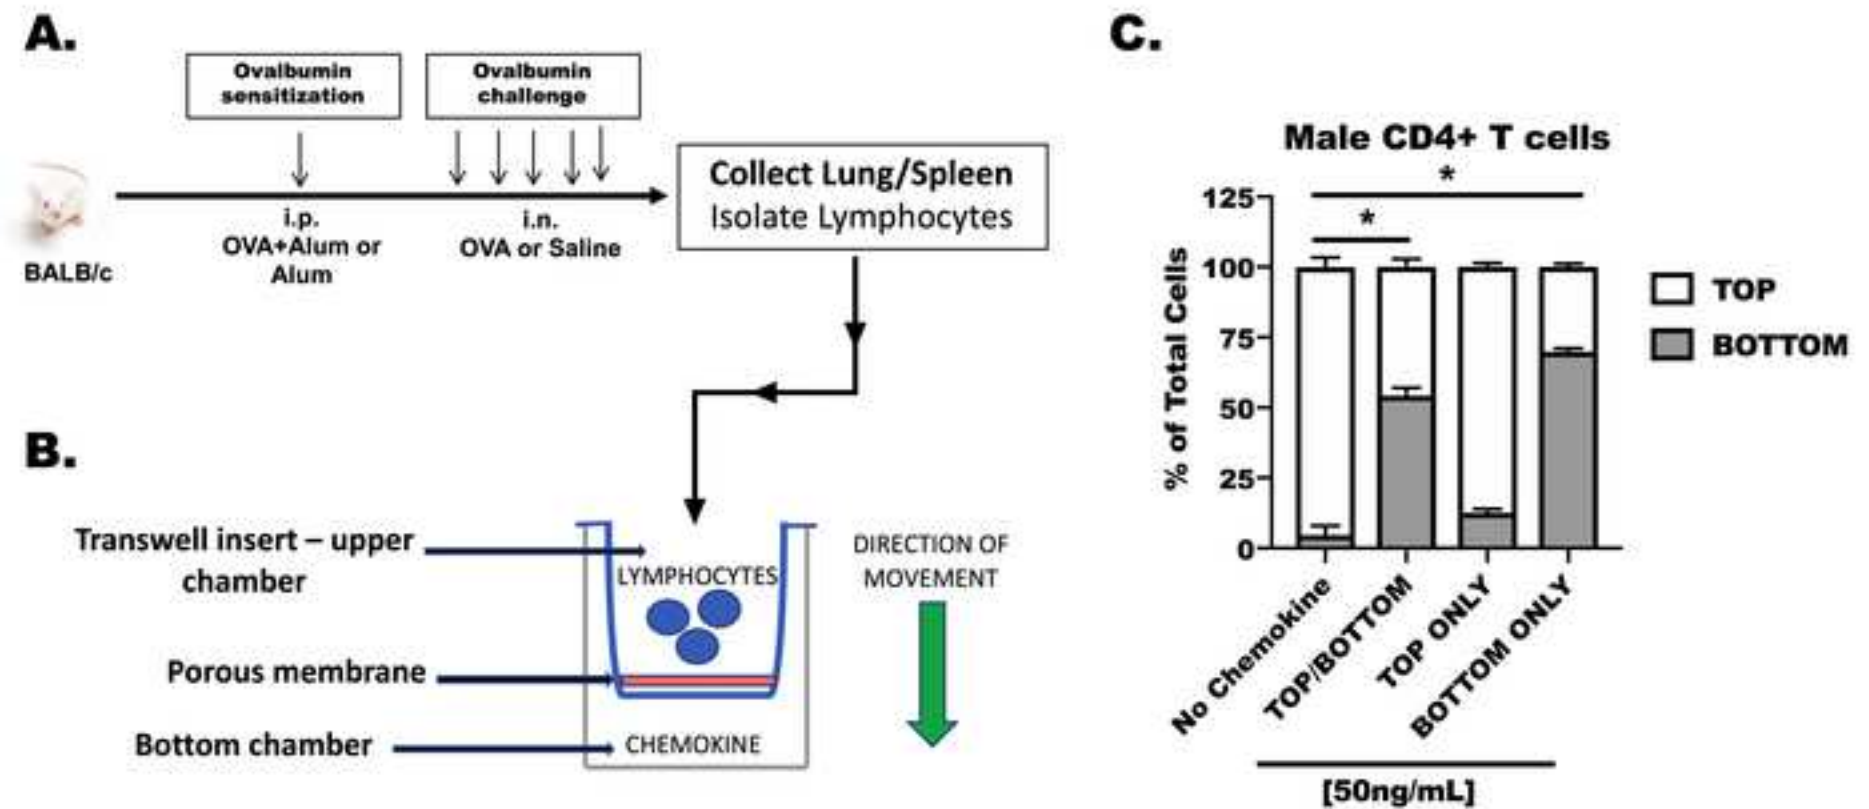 A.
Ovalbumin
sensitization
Ovalbumin
challenge
BALB/c
i.p.
OVA+Alum or
Alum
i.n.
OVA or Saline
Collect Lung/Spleen
Isolate Lymphocytes
B.
Transwell insert – upper
chamber
Porous membrane
Bottom chamber
LYMPHOCYTES
CHEMOKINE
DIRECTION OF
MOVEMENT
C.
Male CD4+ T cells
*
*
% of Total Cells
125
100
75
50
25
0
No Chemokine
TOP/BOTTOM
TOP ONLY
BOTTOM ONLY
[50ng/mL]
TOP
BOTTOM